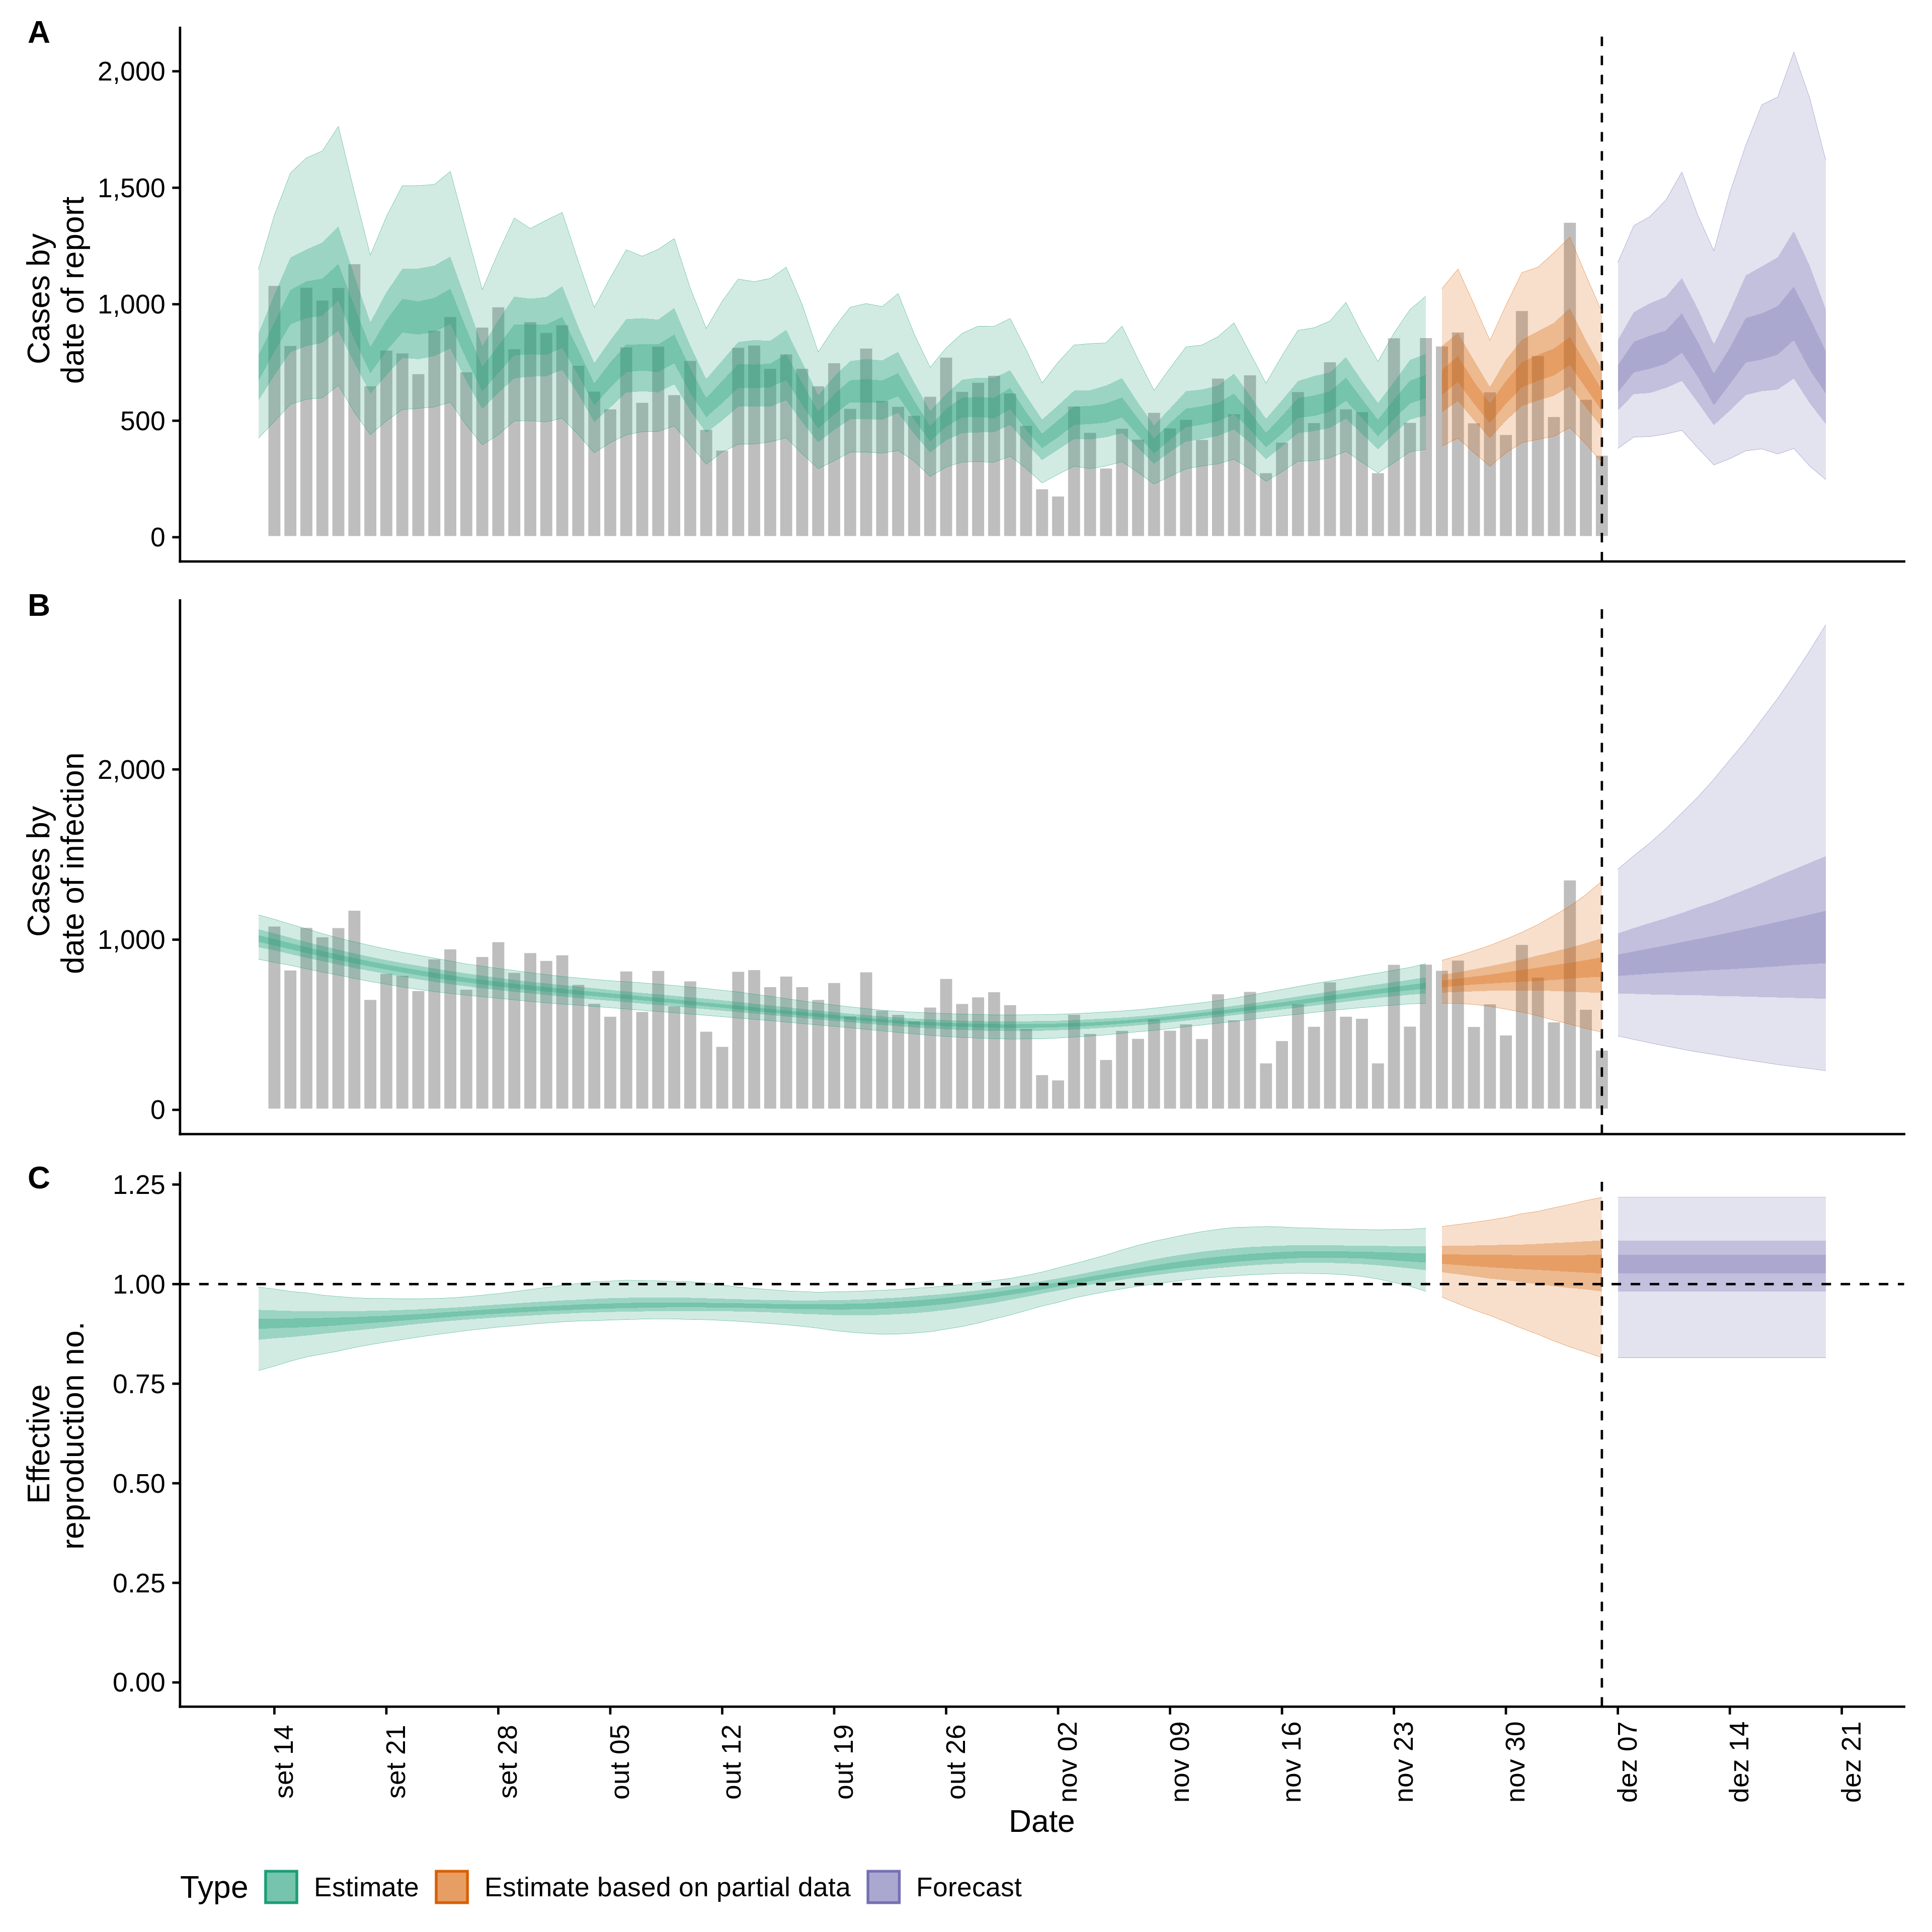 A
Cases by
date of report
2,000
1,500
1,000
500
0
B
Cases by
date of infection
2,000
1,000
0
C
Effective
reproduction no.
1.25
1.00
0.75
0.50
0.25
0.00
set 14
set 21
set 28
out 05
out 12
out 19
out 26
nov 02
nov 09
nov 16
nov 23
nov 30
dez 07
dez 14
dez 21
Date
Type Estimate Estimate based on partial data Forecast